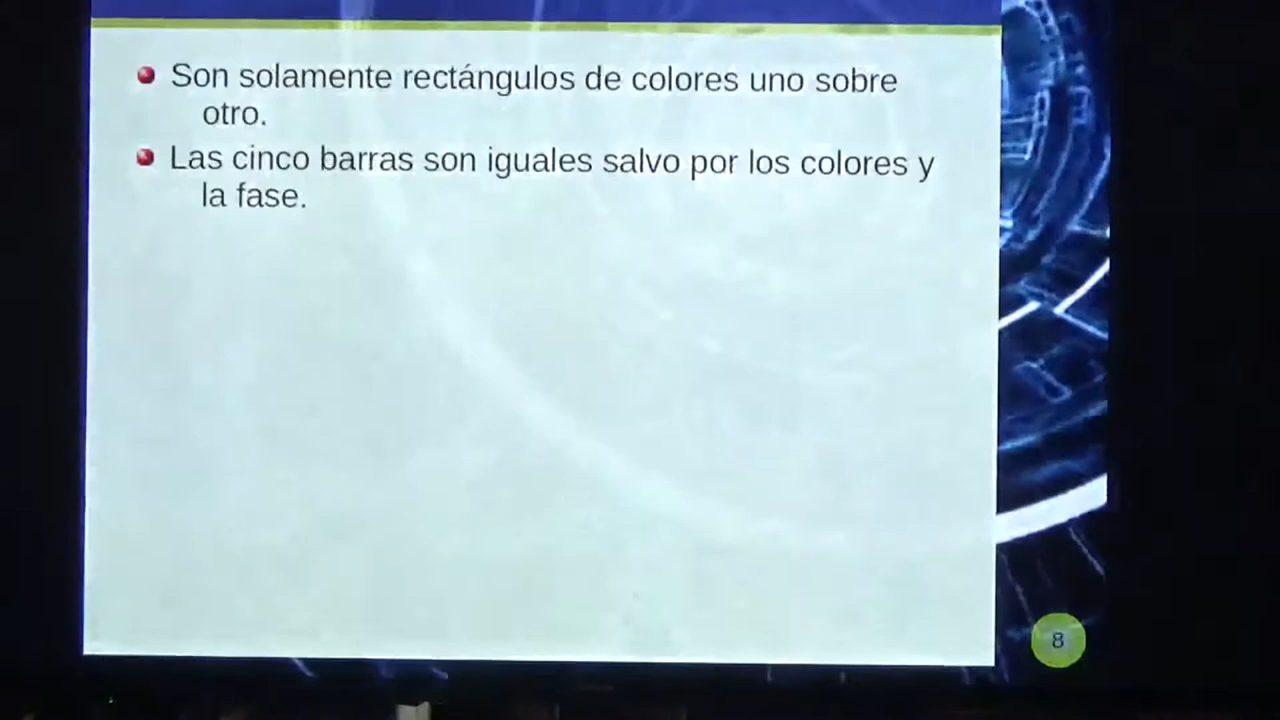 Son solamente rectángulos de colores uno sobre
otro.
Las cinco barras son iguales salvo por los colores y
la fase.
8